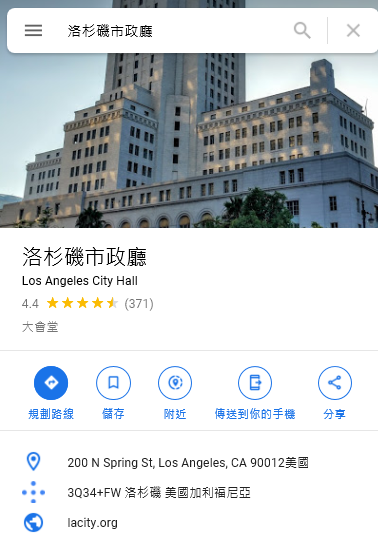 洛杉磯市政廳
洛杉磯市政廳
Los Angeles City Hall
4.4 (371)
大會堂
規劃路線 儲存 附近 傳送到你的手機 分享
200 N Spring St, Los Angeles, CA 90012美國
3Q34+FW 洛杉磯 美國加利福尼亞
lacity.org